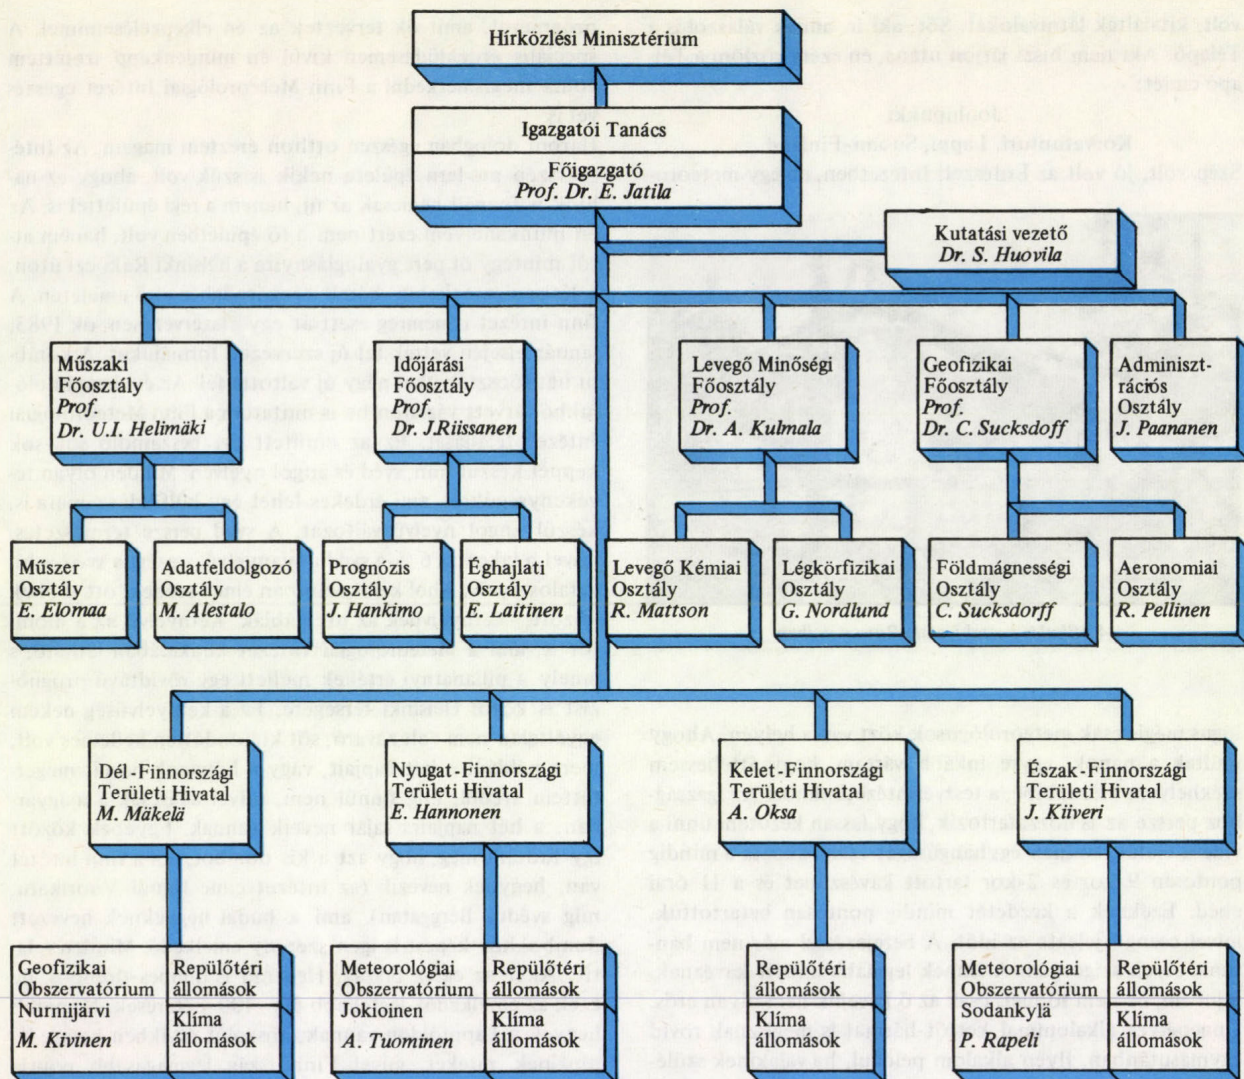 Hírközlési Minisztérium
Igazgatói Tanács
Főigazgató
Prof. Dr. E. Jatila
Kutatási vezető
Dr. S. Huovila
Műszaki
Főosztály
Prof.
Dr. U.I. Helimäki
Időjárási
Főosztály
Prof.
Dr. J.Riissanen
Levegő Minőségi
Főosztály
Prof.
Dr. A. Kulmala
Geofizikai
Főosztály
Prof.
Dr. C. Sucksdoff
Adminiszt-
rációs
Osztály
J. Paananen
Műszer
Osztály
E. Elomaa
Adatfeldolgozó
Osztály
M. Alestalo
Prognózis
Osztály
J. Hankimo
Éghajlati
Osztály
E. Laitinen
Levegő Kémiai
Osztály
R. Mattson
Légkörfizikai
Osztály
G. Nordlund
Földmágnességi
Osztály
C. Sucksdorff
Aeronomiai
Osztály
R. Pellinen
Dél-Finnországi
Területi Hivatal
M. Mäkelä
Nyugat-Finnországi
Területi Hivatal
E. Hannonen
Kelet-Finnországi
Területi Hivatal
A. Oksa
Észak-Finnországi
Területi Hivatal
J. Kiiveri
Geofizikai
Obszervatórium
Nurmijärvi
M. Kivinen
Repülőtéri
állomások
Klíma
állomások
Meteorológiai
Obszervatórium
Jokioinen
J. Tuominen
Repülőtéri
állomások
Klíma
állomások
Repülőtéri
állomások
Klíma
állomások
Meteorológiai
Obszervatórium
Sodankylä
P. Rapeli
Repülőtéri
állomások
Klíma
állomások